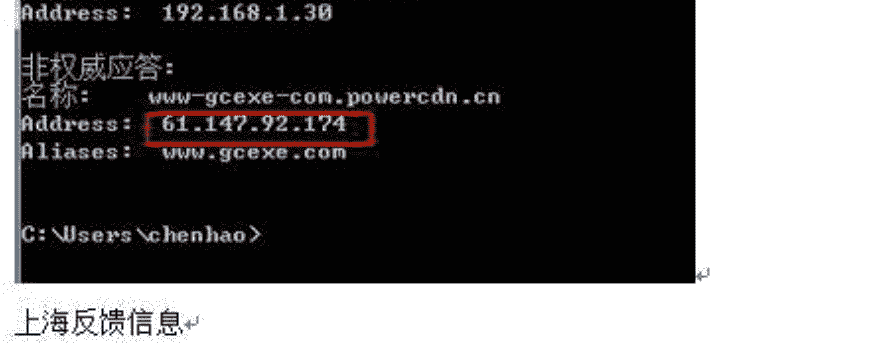 Address: 192.168.1.30
非权威应答:
名称: www-gcexe-com.powercdn.cn
Address: 61.147.92.174
Aliases: www.gcexe.com
C:\Users\chenhao>
上海反馈信息